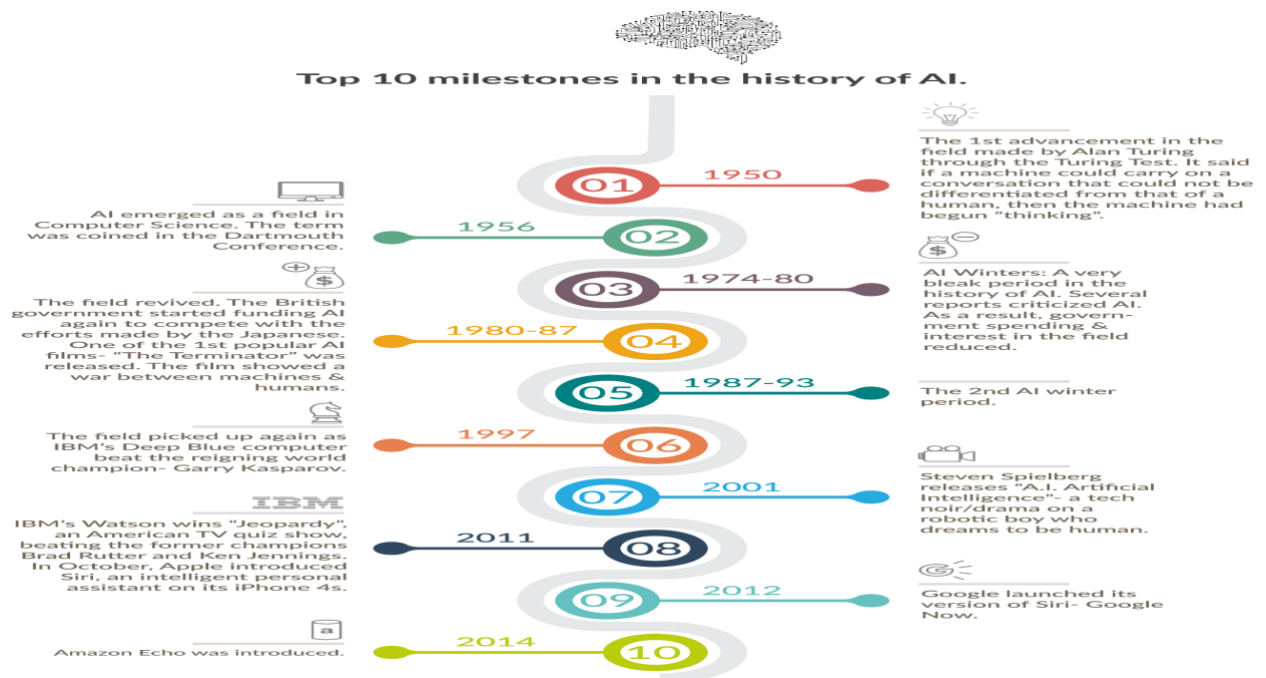 Top 10 milestones in the history of AI.
01
1950
The 1st advancement in the
field made by Alan Turing
through the Turing Test. It said
if a machine could carry on a
conversation that could not be
differentiated from that of a
human, then the machine had
begun “thinking”.
AI emerged as a field in
Computer Science. The term
was coined in the Dartmouth
Conference.
1956
02
03
1974-80
$
AI Winters: A very
bleak period in the
history of AI. Several
reports criticized AI.
As a result, govern-
ment spending &
interest in the field
reduced.
$
The field revived. The British
government started funding AI
again to compete with the
efforts made by the Japanese.
One of the 1st popular AI
films- “The Terminator” was
released. The film showed a
war between machines &
humans.
1980-87
04
05
1987-93
The 2nd AI winter
period.
The field picked up again as
IBM’s Deep Blue computer
beat the reigning world
champion- Garry Kasparov.
1997
06
07
2001
Steven Spielberg
releases “A.I. Artificial
Intelligence”- a tech
noir/drama on a
robotic boy who
dreams to be human.
IBM
IBM’s Watson wins “Jeopardy”,
an American TV quiz show,
beating the former champions
Brad Rutter and Ken Jennings.
In October, Apple introduced
Siri, an intelligent personal
assistant on its iPhone 4s.
2011
08
09
2012
Google launched its
version of Siri- Google
Now.
a
Amazon Echo was introduced.
2014
10